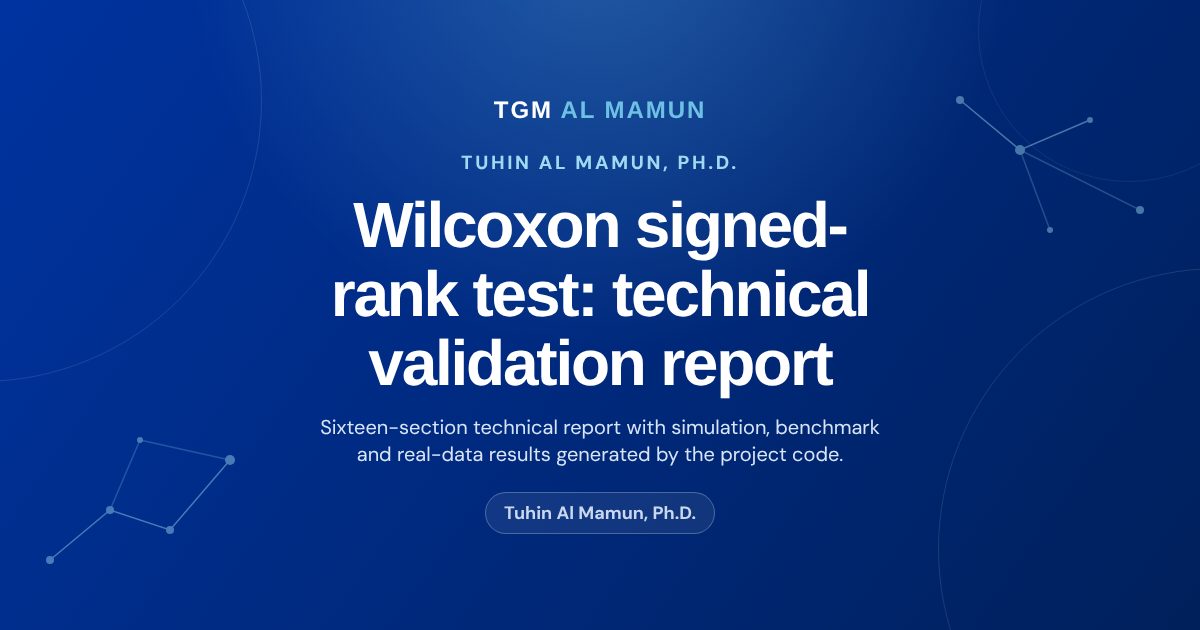 TGM AL MAMUN
TUHIN AL MAMUN, PH.D.
Wilcoxon signed-
rank test: technical
validation report
Sixteen-section technical report with simulation, benchmark
and real-data results generated by the project code.
Tuhin Al Mamun, Ph.D.